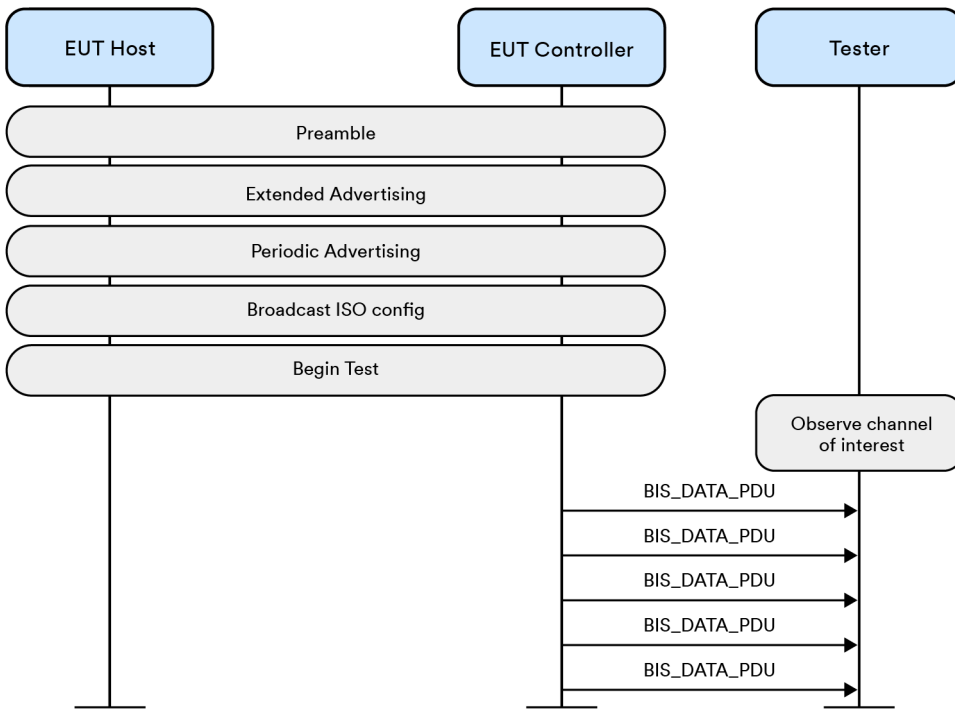 EUT Host
EUT Controller
Tester
Preamble
Extended Advertising
Periodic Advertising
Broadcast ISO config
Begin Test
Observe channel
of interest
BIS_DATA_PDU
BIS_DATA_PDU
BIS_DATA_PDU
BIS_DATA_PDU
BIS_DATA_PDU